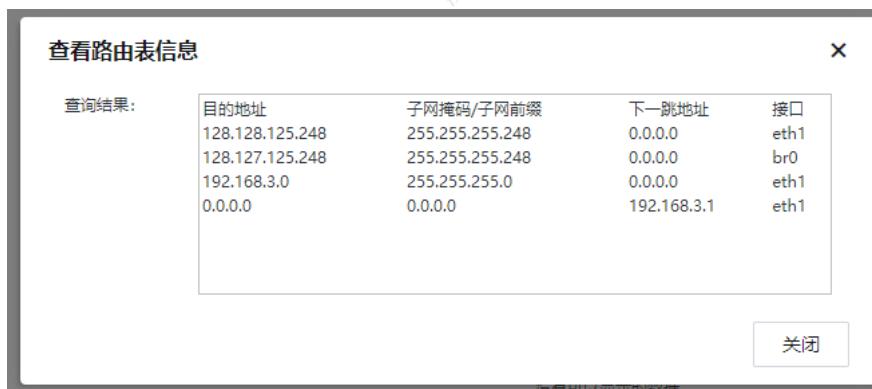 查看路由表信息 ×
查询结果: 目的地址 子网掩码/子网前缀 下一跳地址 接口
128.128.125.248 255.255.255.248 0.0.0.0 eth1
128.127.125.248 255.255.255.248 0.0.0.0 br0
192.168.3.0 255.255.255.0 0.0.0.0 eth1
0.0.0.0 0.0.0.0 192.168.3.1 eth1
关闭